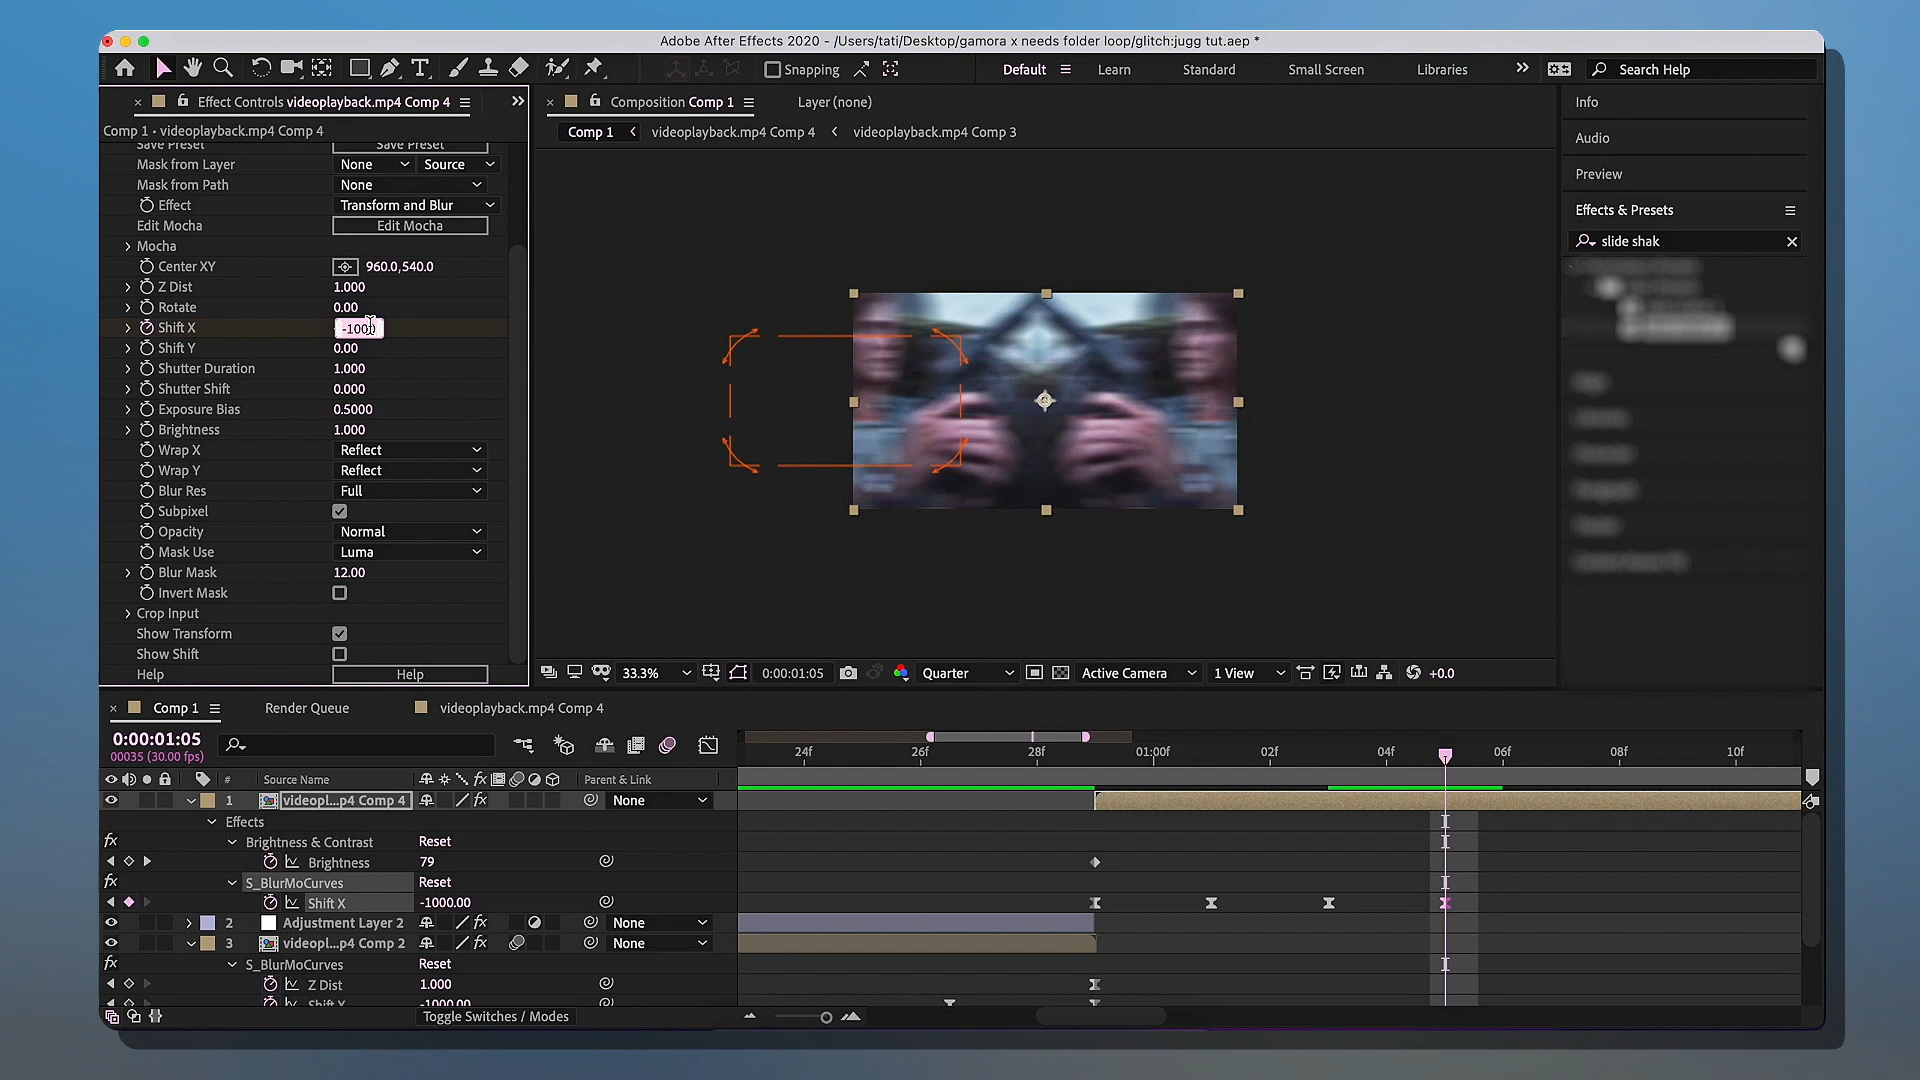 Adobe After Effects 2020 - /Users/tati/Desktop/gamora x needs folder loop/glitch:jugg tut.aep *
Snapping
Default
Learn
Standard
Small Screen
Libraries
Search Help
Effect Controls videoplayback.mp4 Comp 4
Composition Comp 1
Layer (none)
Comp 1 • videoplayback.mp4 Comp 4
Comp 1
videoplayback.mp4 Comp 4
videoplayback.mp4 Comp 3
Save Preset Save Preset
Mask from Layer None Source
Mask from Path None
Effect Transform and Blur
Edit Mocha Edit Mocha
Mocha
Center XY 960.0,540.0
Z Dist 1.000
Rotate 0.00
Shift X -1000
Shift Y 0.00
Shutter Duration 1.000
Shutter Shift 0.000
Exposure Bias 0.5000
Brightness 1.000
Wrap X Reflect
Wrap Y Reflect
Blur Res Full
Subpixel
Opacity Normal
Mask Use Luma
Blur Mask 12.00
Invert Mask
Crop Input
Show Transform
Show Shift
Help Help
Info
Audio
Preview
Effects & Presets
slide shak
33.3%
0:00:01:05
Quarter
Active Camera
1 View
+0.0
Comp 1
Render Queue
videoplayback.mp4 Comp 4
0:00:01:05
00035 (30.00 fps)
24f 26f 28f 01:00f 02f 04f 06f 08f 10f
# Source Name fx Parent & Link
1 videopl...p4 Comp 4 fx None
Effects
fx Brightness & Contrast Reset
Brightness 79
fx S_BlurMoCurves Reset
Shift X -1000.00
2 Adjustment Layer 2 fx None
3 videopl...p4 Comp 2 fx None
fx S_BlurMoCurves Reset
Z Dist 1.000
Shift X -1000.00
Toggle Switches / Modes